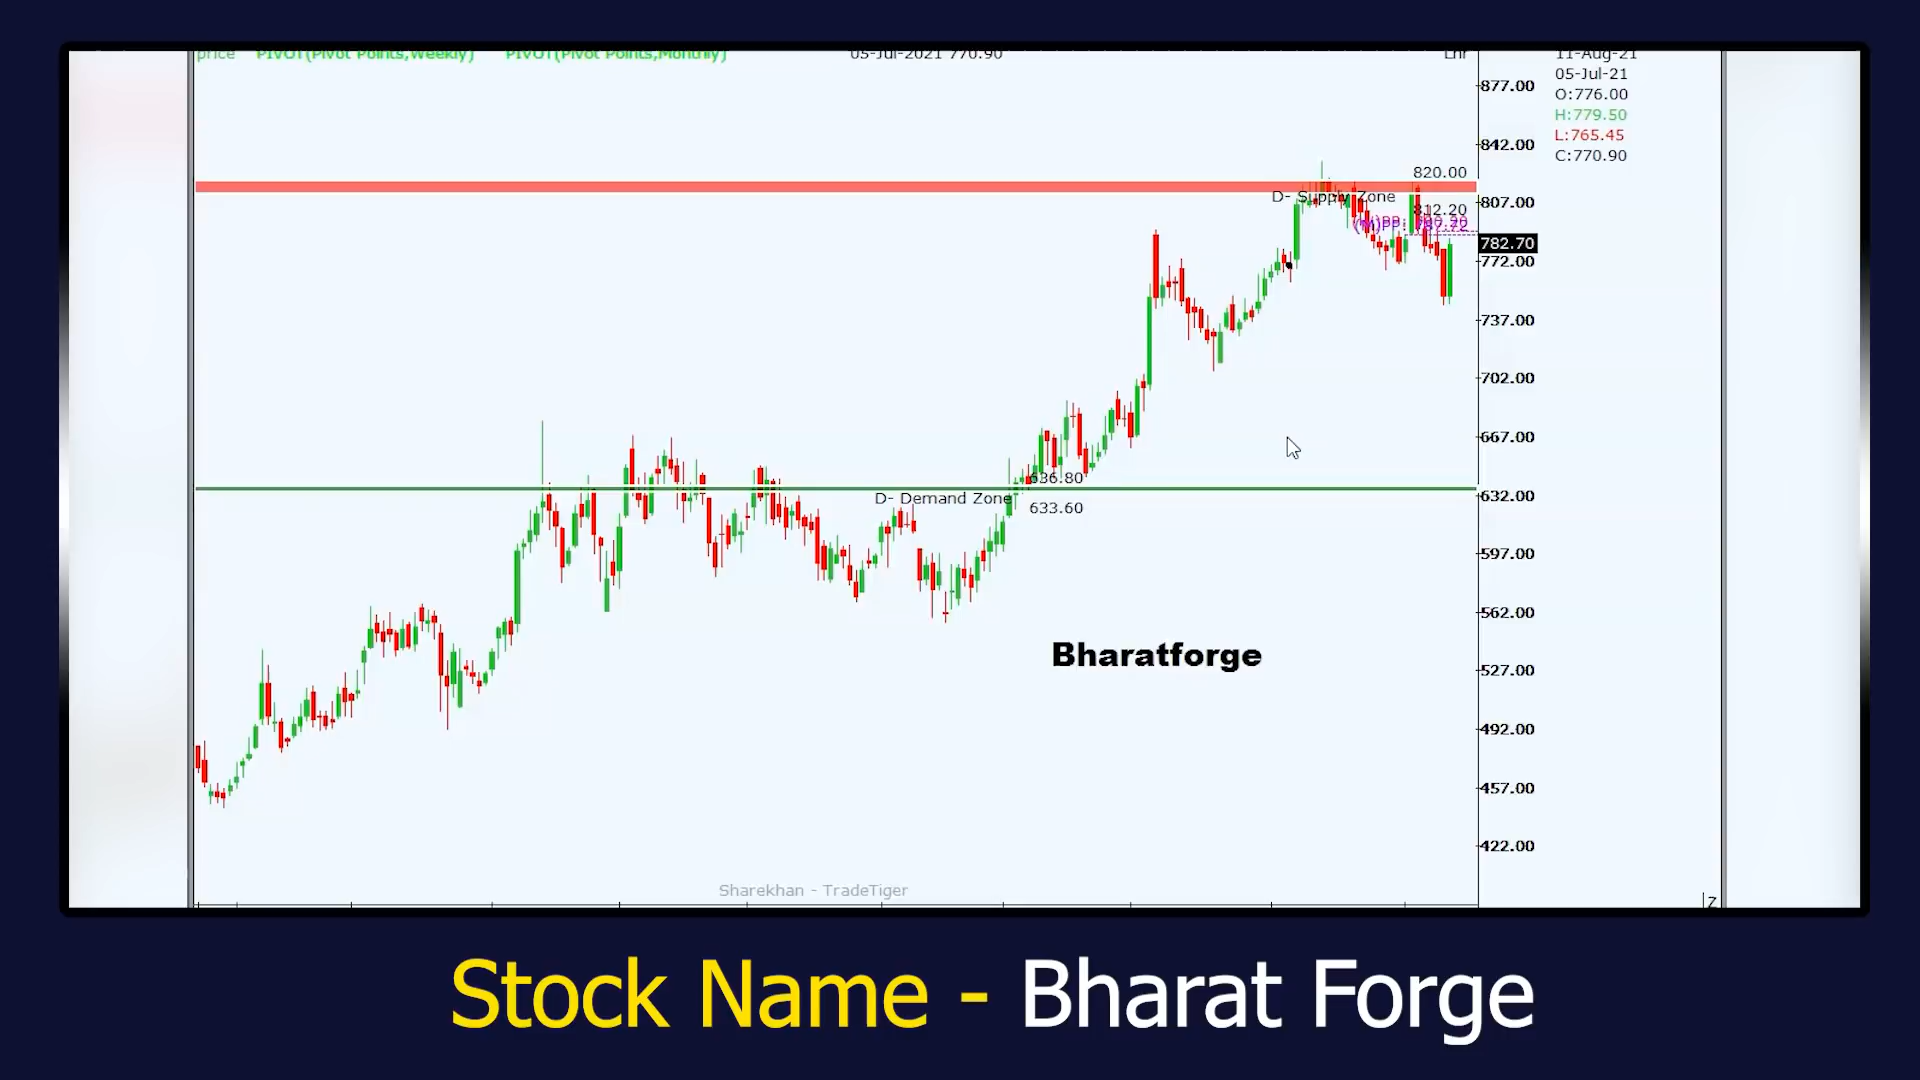 price PIVOT(Pivot Points,Weekly) PIVOT(Pivot Points,Monthly) 05-Jul-2021 770.90 Lnr
11-Aug-21
05-Jul-21
O:776.00
H:779.50
L:765.45
C:770.90
877.00
842.00
820.00
D- Supply Zone
807.00
812.20
782.70
772.00
737.00
702.00
667.00
636.80
D- Demand Zone
632.00
633.60
597.00
562.00
Bharatforge
527.00
492.00
457.00
422.00
Sharekhan - TradeTiger
Z
Stock Name - Bharat Forge